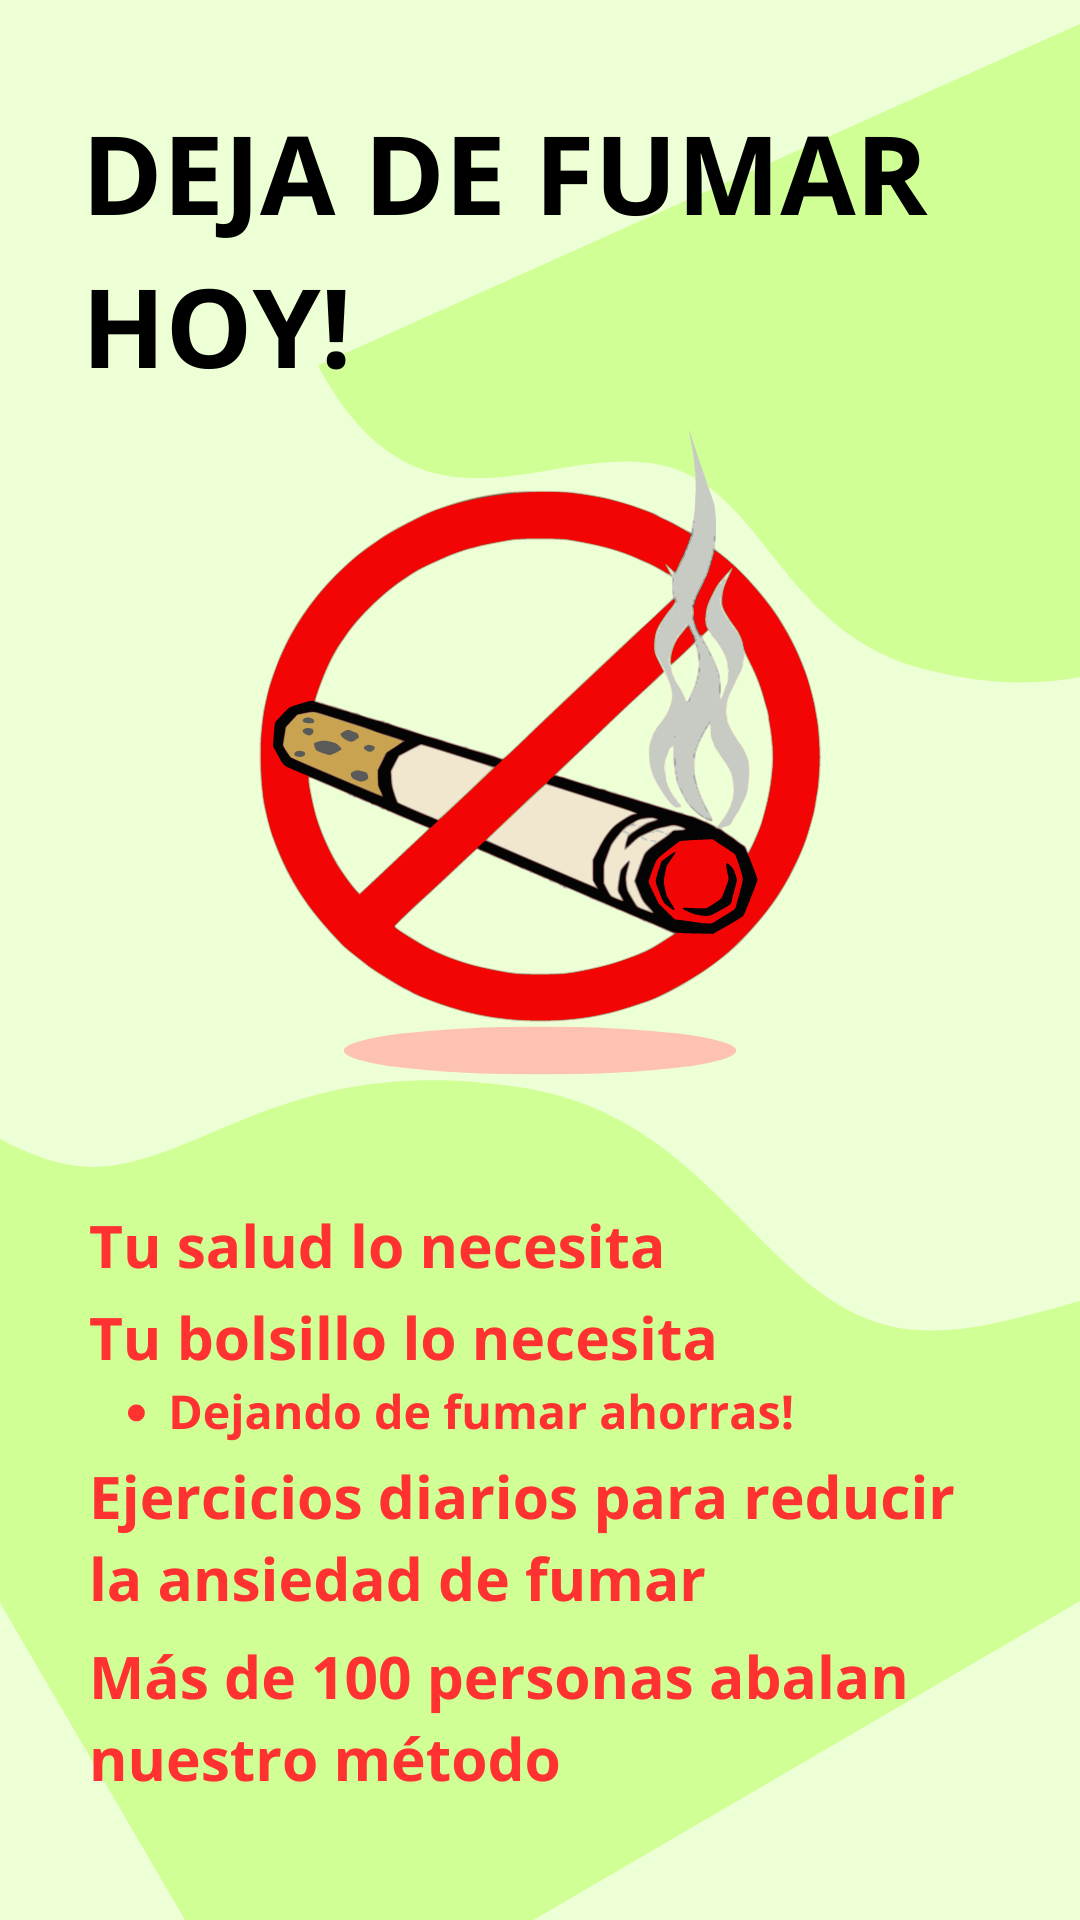 DEJA DE FUMAR
HOY!
Tu salud lo necesita
Tu bolsillo lo necesita
• Dejando de fumar ahorras!
Ejercicios diarios para reducir
la ansiedad de fumar
Más de 100 personas abalan
nuestro método